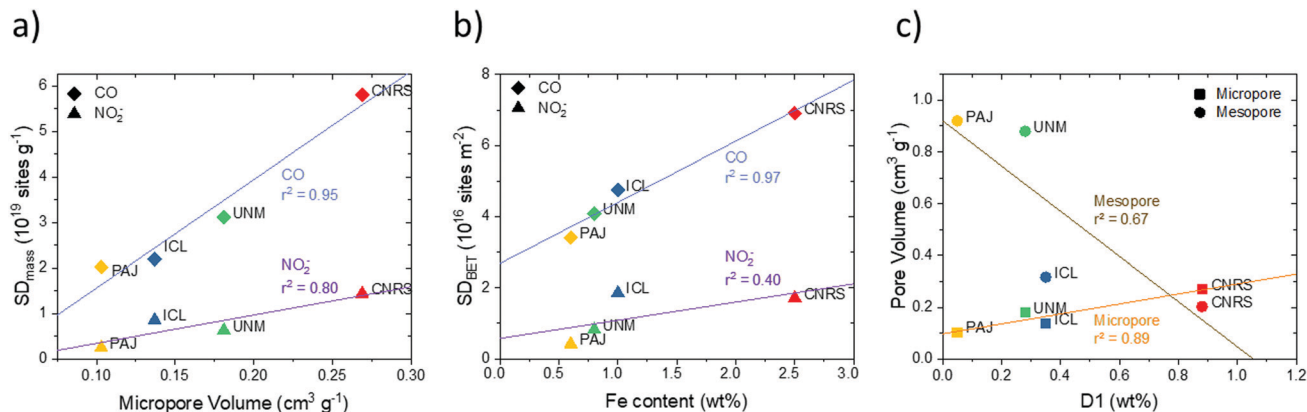 a)
CO
NO₂⁻
CNRS
CO
r² = 0.95
UNM
ICL
PAJ
NO₂⁻
r² = 0.80
CNRS
ICL
UNM
PAJ
SDmass (10¹⁹ sites g⁻¹)
0 1 2 3 4 5 6
0.10 0.15 0.20 0.25 0.30
Micropore Volume (cm³ g⁻¹)
b)
CO
NO₂⁻
CNRS
CO
r² = 0.97
ICL
UNM
PAJ
NO₂⁻
r² = 0.40
ICL
CNRS
UNM
PAJ
SDBET (10¹⁶ sites m⁻²)
0 2 4 6 8
0.0 0.5 1.0 1.5 2.0 2.5 3.0
Fe content (wt%)
c)
Micropore
Mesopore
PAJ
UNM
Mesopore
r² = 0.67
ICL
CNRS
CNRS
UNM
ICL
PAJ
Micropore
r² = 0.89
Pore Volume (cm³ g⁻¹)
0.0 0.2 0.4 0.6 0.8 1.0
0.0 0.2 0.4 0.6 0.8 1.0 1.2
D1 (wt%)